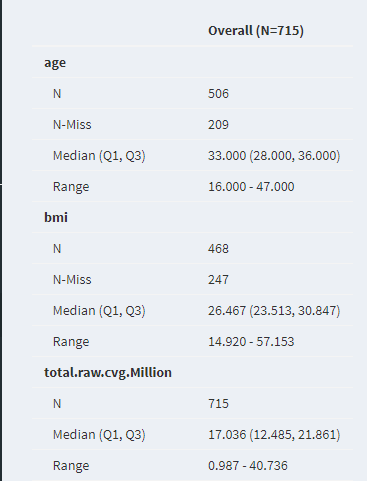 Overall (N=715)
age
N 506
N-Miss 209
Median (Q1, Q3) 33.000 (28.000, 36.000)
Range 16.000 - 47.000
bmi
N 468
N-Miss 247
Median (Q1, Q3) 26.467 (23.513, 30.847)
Range 14.920 - 57.153
total.raw.cvg.Million
N 715
Median (Q1, Q3) 17.036 (12.485, 21.861)
Range 0.987 - 40.736